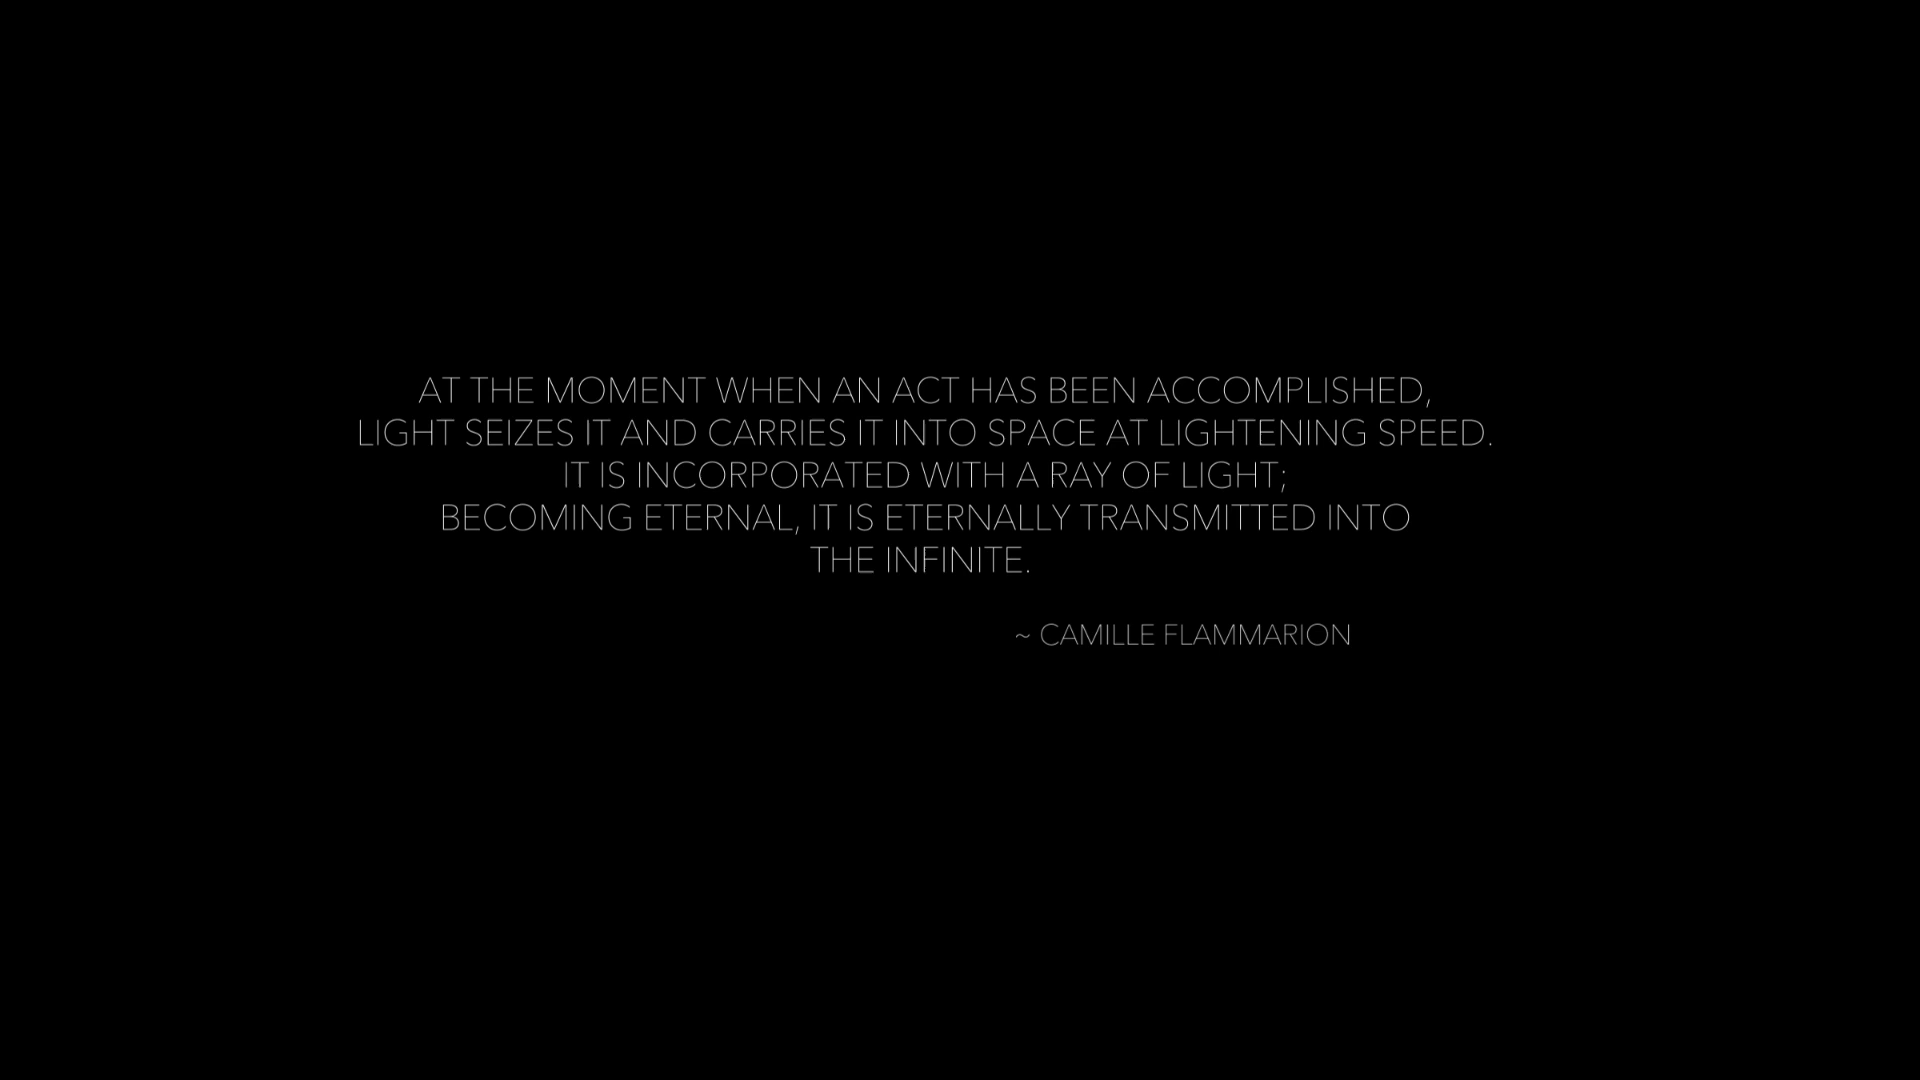 AT THE MOMENT WHEN AN ACT HAS BEEN ACCOMPLISHED,
LIGHT SEIZES IT AND CARRIES IT INTO SPACE AT LIGHTENING SPEED.
IT IS INCORPORATED WITH A RAY OF LIGHT;
BECOMING ETERNAL, IT IS ETERNALLY TRANSMITTED INTO
THE INFINITE.
~ CAMILLE FLAMMARION